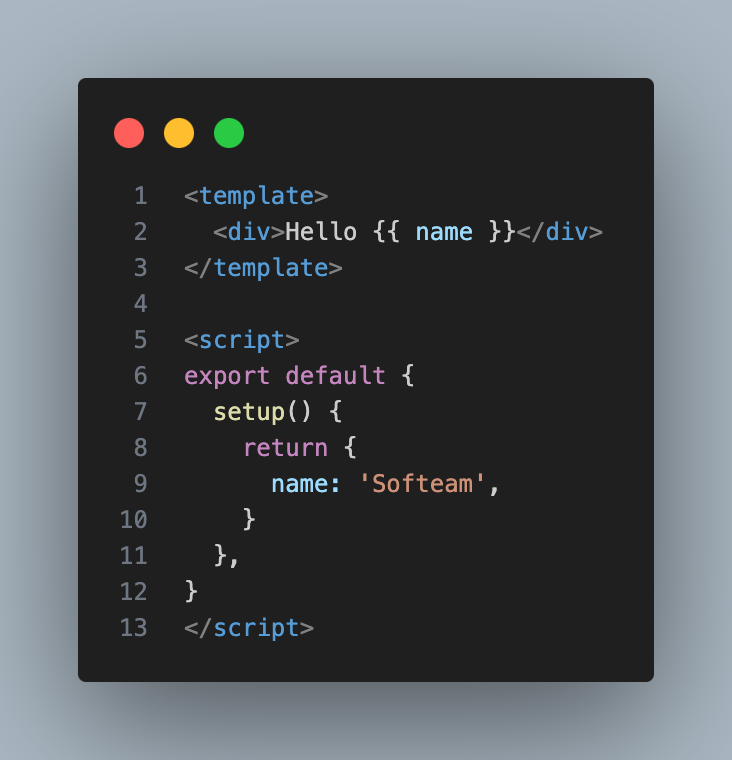 1 <template>
2   <div>Hello {{ name }}</div>
3 </template>
4
5 <script>
6 export default {
7   setup() {
8     return {
9       name: 'Softeam',
10     }
11   },
12 }
13 </script>